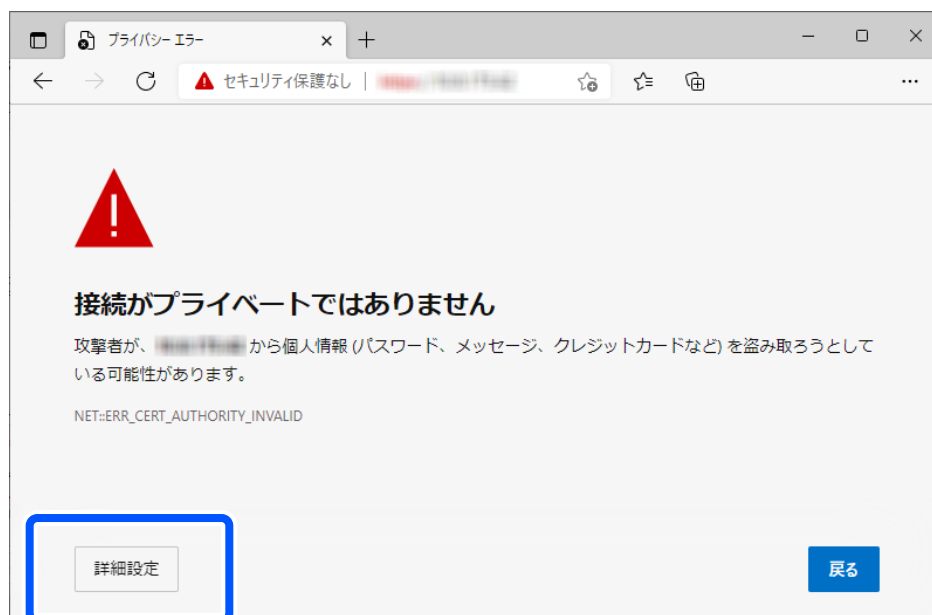 プライバシー エラー
セキュリティ保護なし
接続がプライベートではありません
攻撃者が、 から個人情報 (パスワード、メッセージ、クレジットカードなど) を盗み取ろうとして
いる可能性があります。
NET::ERR_CERT_AUTHORITY_INVALID
詳細設定
戻る